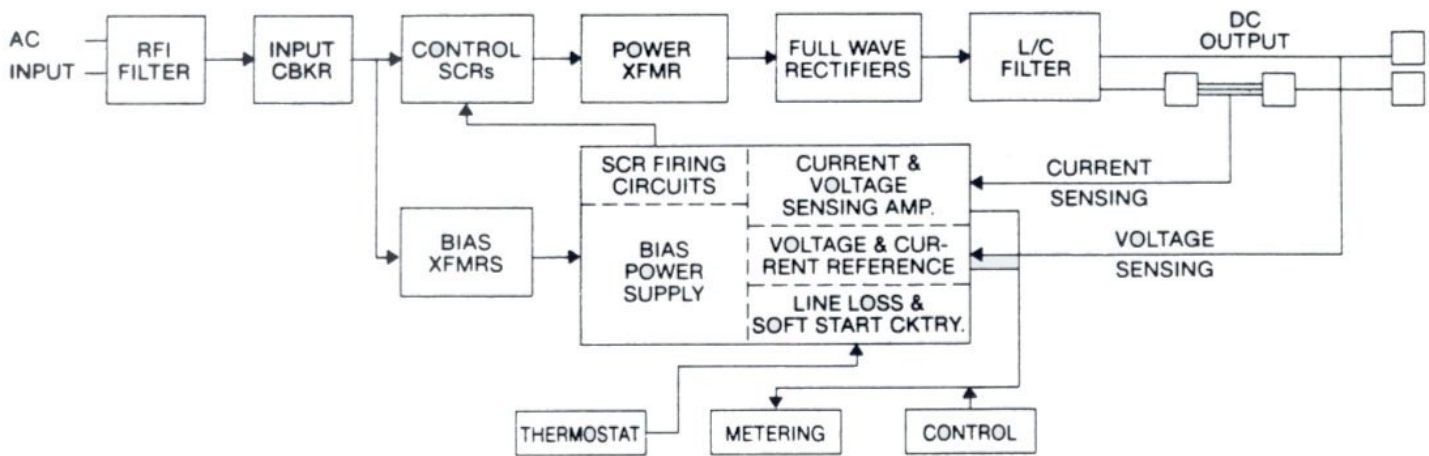 AC
INPUT
RFI
FILTER
INPUT
CBKR
CONTROL
SCRs
POWER
XFMR
FULL WAVE
RECTIFIERS
L/C
FILTER
DC
OUTPUT
SCR FIRING
CIRCUITS
CURRENT &
VOLTAGE
SENSING AMP.
CURRENT
SENSING
BIAS
XFMRS
BIAS
POWER
SUPPLY
VOLTAGE & CUR-
RENT REFERENCE
VOLTAGE
SENSING
LINE LOSS &
SOFT START CKTRY.
THERMOSTAT
METERING
CONTROL